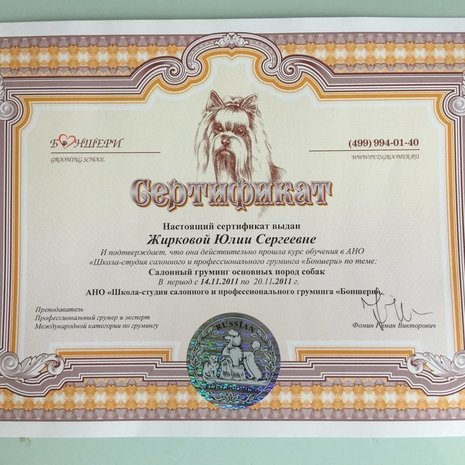 БОНШЕРИ
GROOMING SCHOOL
(499) 994-01-40
WWW.PETSGROOMER.RU
Сертификат
Настоящий сертификат выдан
Жирковой Юлии Сергеевне
И подтверждает, что она действительно прошла курс обучения в АНО
«Школа-студия салонного и профессионального груминга «Боншери» по теме:
Салонный груминг основных пород собак
В период с 14.11.2011 по 20.11.2011 г.
АНО «Школа-студия салонного и профессионального груминга «Боншери»
Преподаватель
Профессиональный грумер и эксперт
Международной категории по грумингу
Фомин Роман Викторович
RUSSIAN